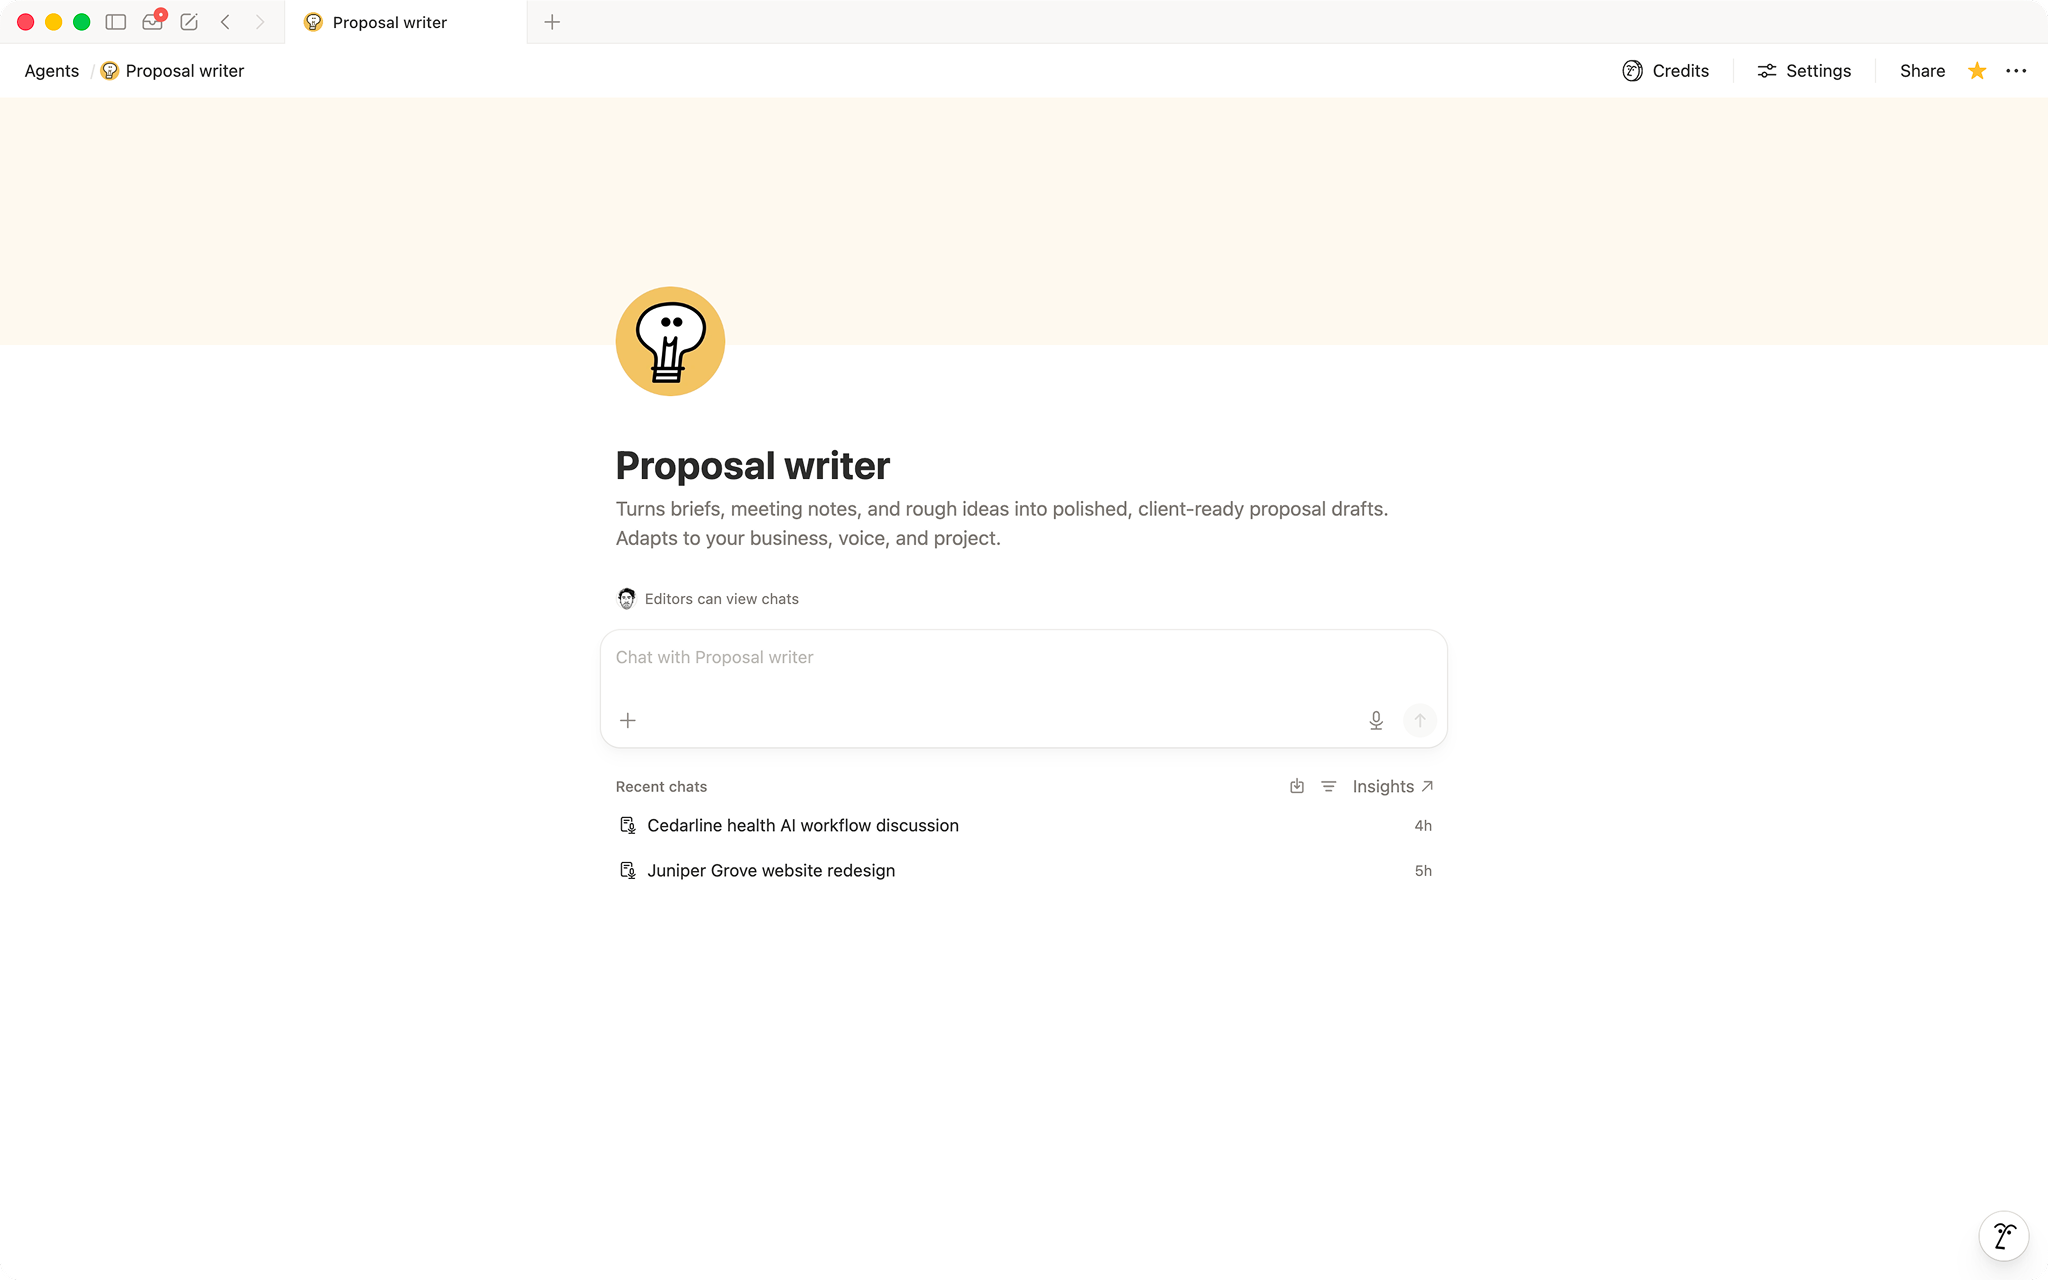 Proposal writer
Agents / Proposal writer
Credits
Settings
Share
Proposal writer
Turns briefs, meeting notes, and rough ideas into polished, client-ready proposal drafts.
Adapts to your business, voice, and project.
Editors can view chats
Chat with Proposal writer
Recent chats
Insights
Cedarline health AI workflow discussion
4h
Juniper Grove website redesign
5h